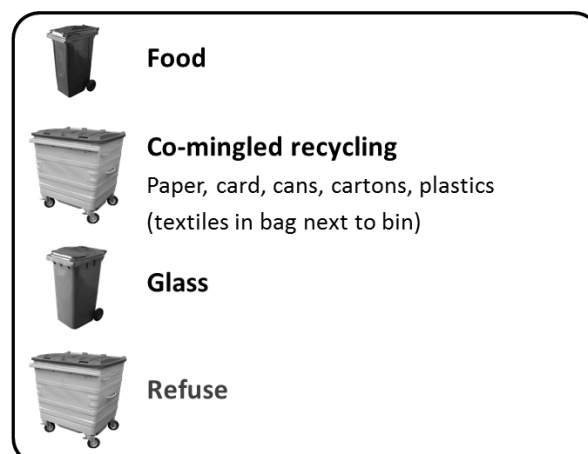 Food
Co-mingled recycling
Paper, card, cans, cartons, plastics
(textiles in bag next to bin)
Glass
Refuse